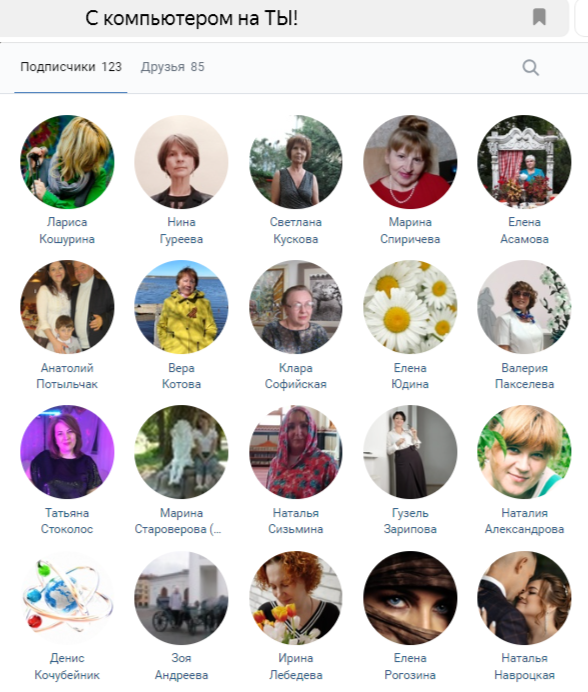 С компьютером на ТЫ!
Подписчики 123 Друзья 85
Лариса Нина Светлана Марина Елена
Кошурина Гуреева Кускова Спиричева Асамова
Анатолий Вера Клара Елена Валерия
Потыльчак Котова Софийская Юдина Пакселева
Татьяна Марина Наталья Гузель Наталия
Стоколос Староверова (... Сизьмина Зарипова Александрова
Денис Зоя Ирина Елена Наталья
Кочубейник Андреева Лебедева Рогозина Навроцкая